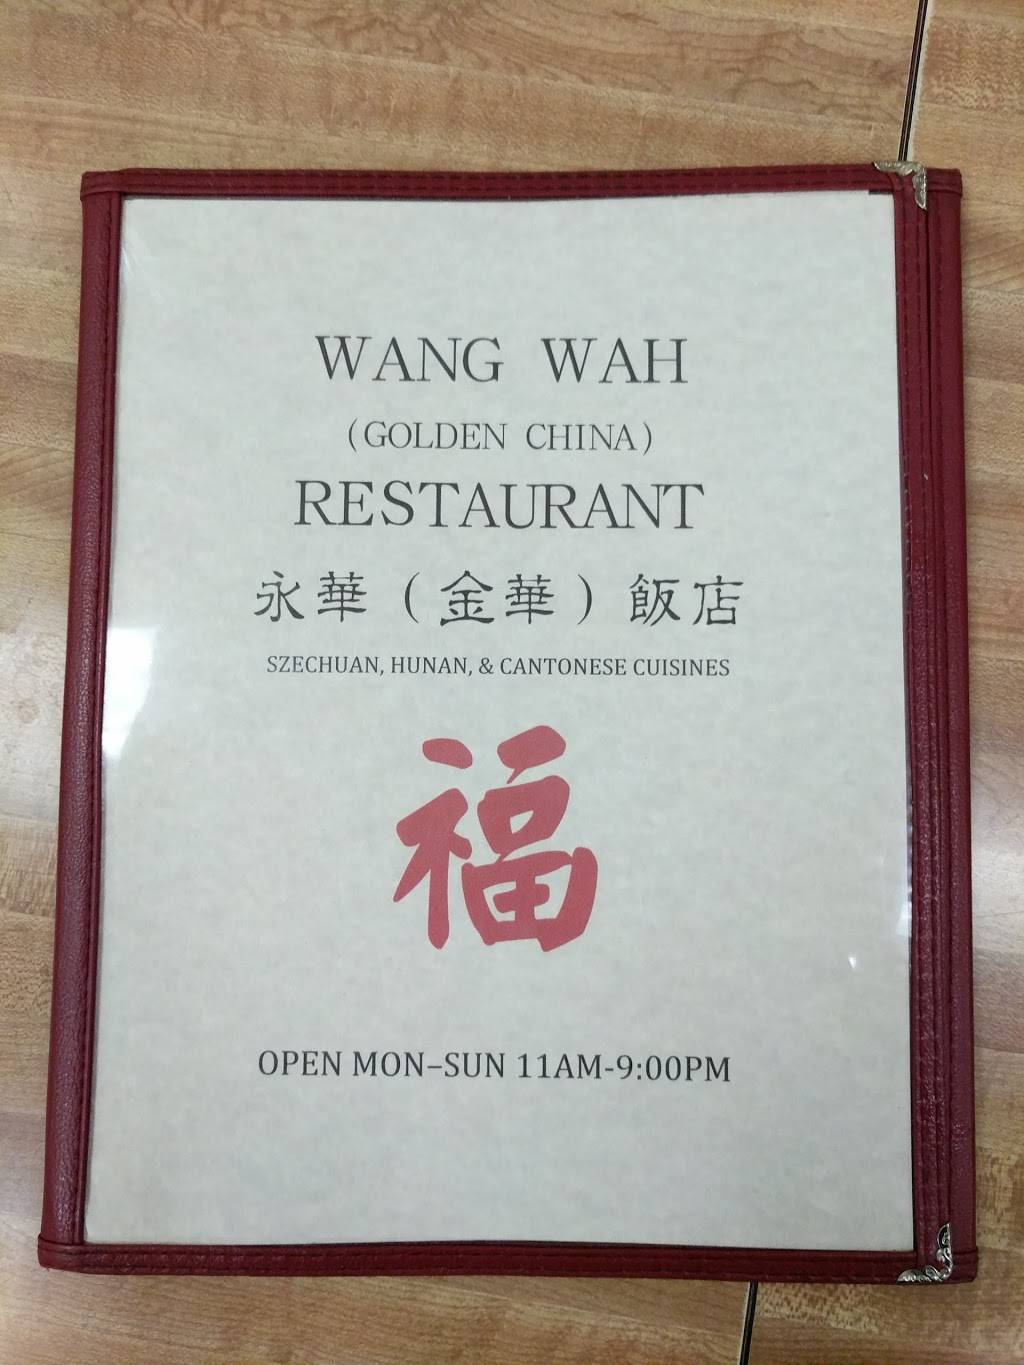 WANG WAH
(GOLDEN CHINA)
RESTAURANT
永華（金華）飯店
SZECHUAN, HUNAN, & CANTONESE CUISINES
福
OPEN MON–SUN 11AM-9:00PM